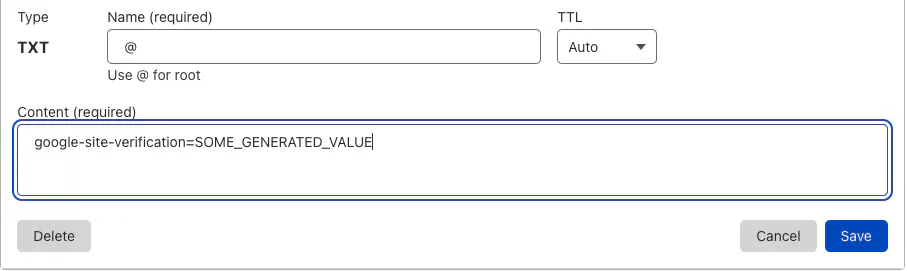 Type Name (required) TTL
TXT @ Auto
Use @ for root
Content (required)
google-site-verification=SOME_GENERATED_VALUE
Delete Cancel Save